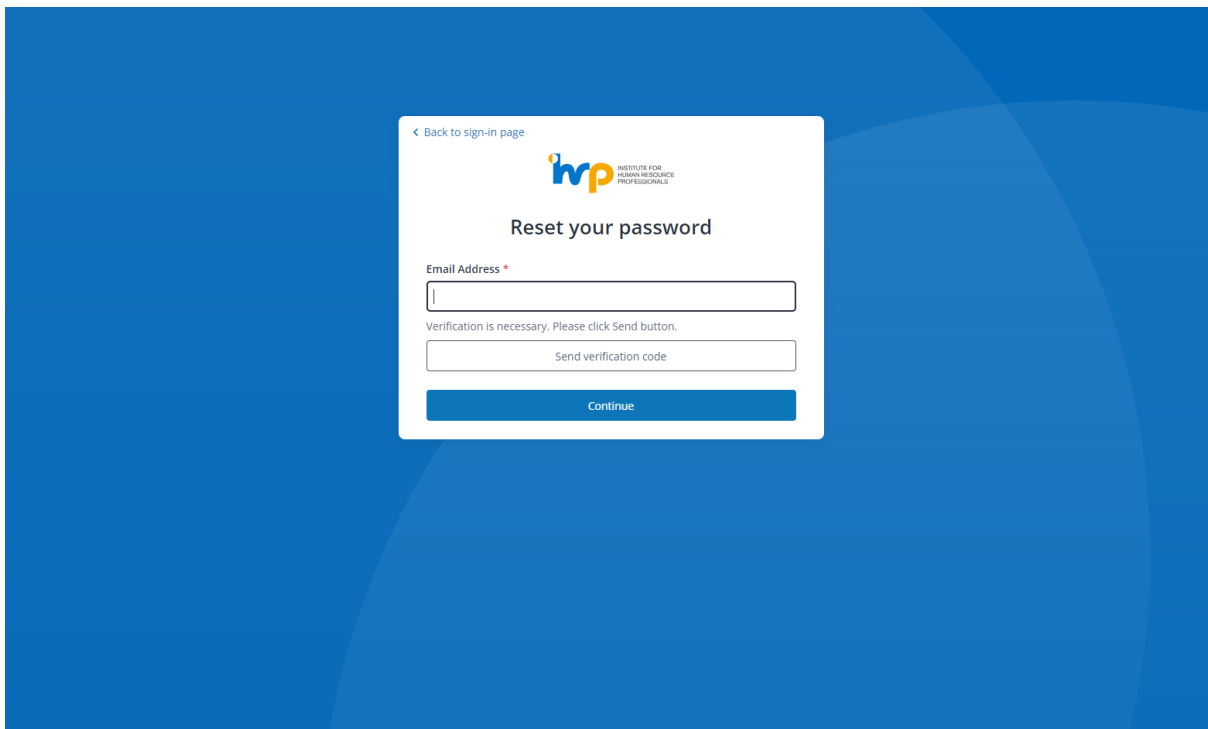 Back to sign-in page
ihrp
INSTITUTE FOR
HUMAN RESOURCE
PROFESSIONALS
Reset your password
Email Address *
Verification is necessary. Please click Send button.
Send verification code
Continue